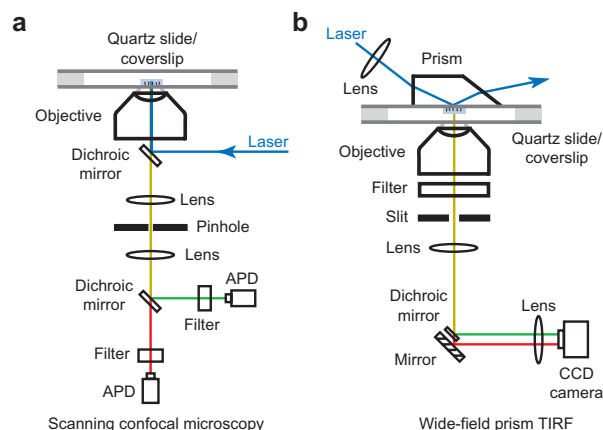 a
Quartz slide/
coverslip
Objective
Laser
Dichroic
mirror
Lens
Pinhole
Lens
Dichroic
mirror
APD
Filter
Filter
APD
Scanning confocal microscopy
b
Laser
Lens
Prism
Quartz slide/
coverslip
Objective
Filter
Slit
Lens
Dichroic
mirror
Lens
Mirror
CCD
camera
Wide-field prism TIRF